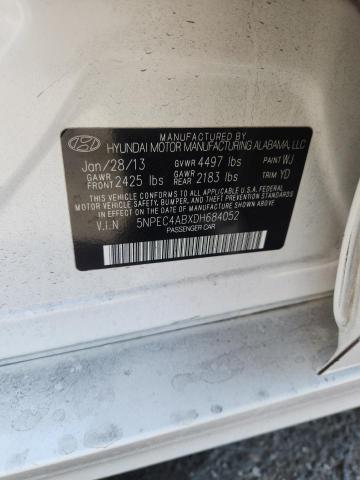 MANUFACTURED BY
HYUNDAI MOTOR MANUFACTURING ALABAMA, LLC
Jan/28/13 GVWR 4497 lbs PAINT WJ
GAWR FRONT 2425 lbs GAWR REAR 2183 lbs TRIM YD
THIS VEHICLE CONFORMS TO ALL APPLICABLE FEDERAL
MOTOR VEHICLE SAFETY, BUMPER, AND THEFT PREVENTION STANDARDS
IN EFFECT ON THE DATE OF MANUFACTURE SHOWN ABOVE.
V.I.N 5NPEC4ABXDH684052
PASSENGER CAR